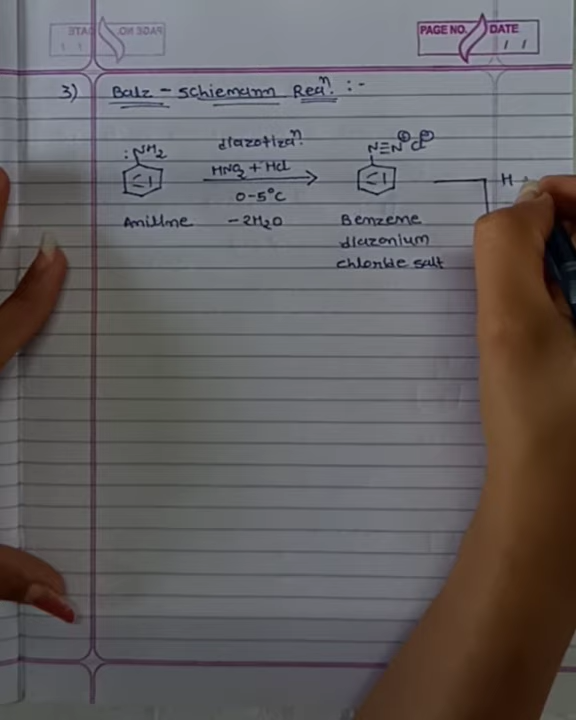 PAGE NO. DATE
/ /
3) Balz - Schiemann Reaⁿ. :-
:NH₂ diazotizaⁿ. N≡N⊕ Cl⊖
HNO₂ + HCl H
0-5°C
Aniline -2H₂O Benzene
diazonium
chloride salt